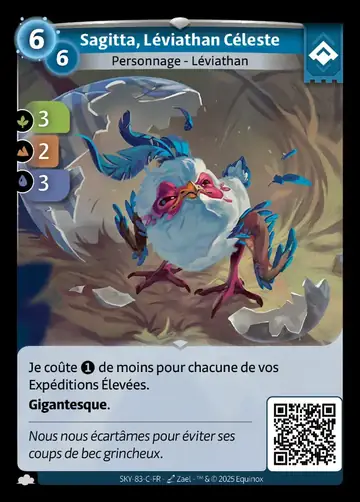 6
6
Sagitta, Léviathan Céleste
Personnage - Léviathan
3
2
3
Je coûte 1 de moins pour chacune de vos
Expéditions Élevées.
Gigantesque.
Nous nous écartâmes pour éviter ses
coups de bec grincheux.
SKY-83-C-FR - Zael - ™ & © 2025 Equinox